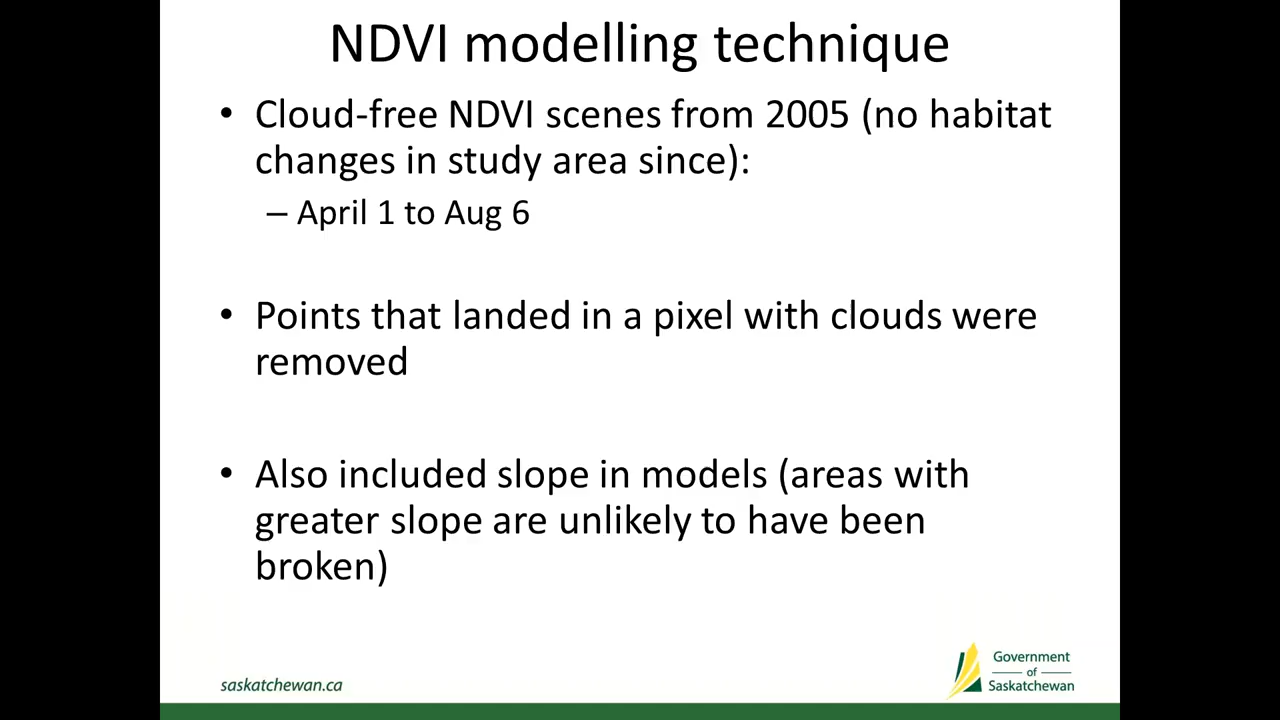 NDVI modelling technique
• Cloud-free NDVI scenes from 2005 (no habitat
changes in study area since):
– April 1 to Aug 6
• Points that landed in a pixel with clouds were
removed
• Also included slope in models (areas with
greater slope are unlikely to have been
broken)
saskatchewan.ca
Government
of
Saskatchewan